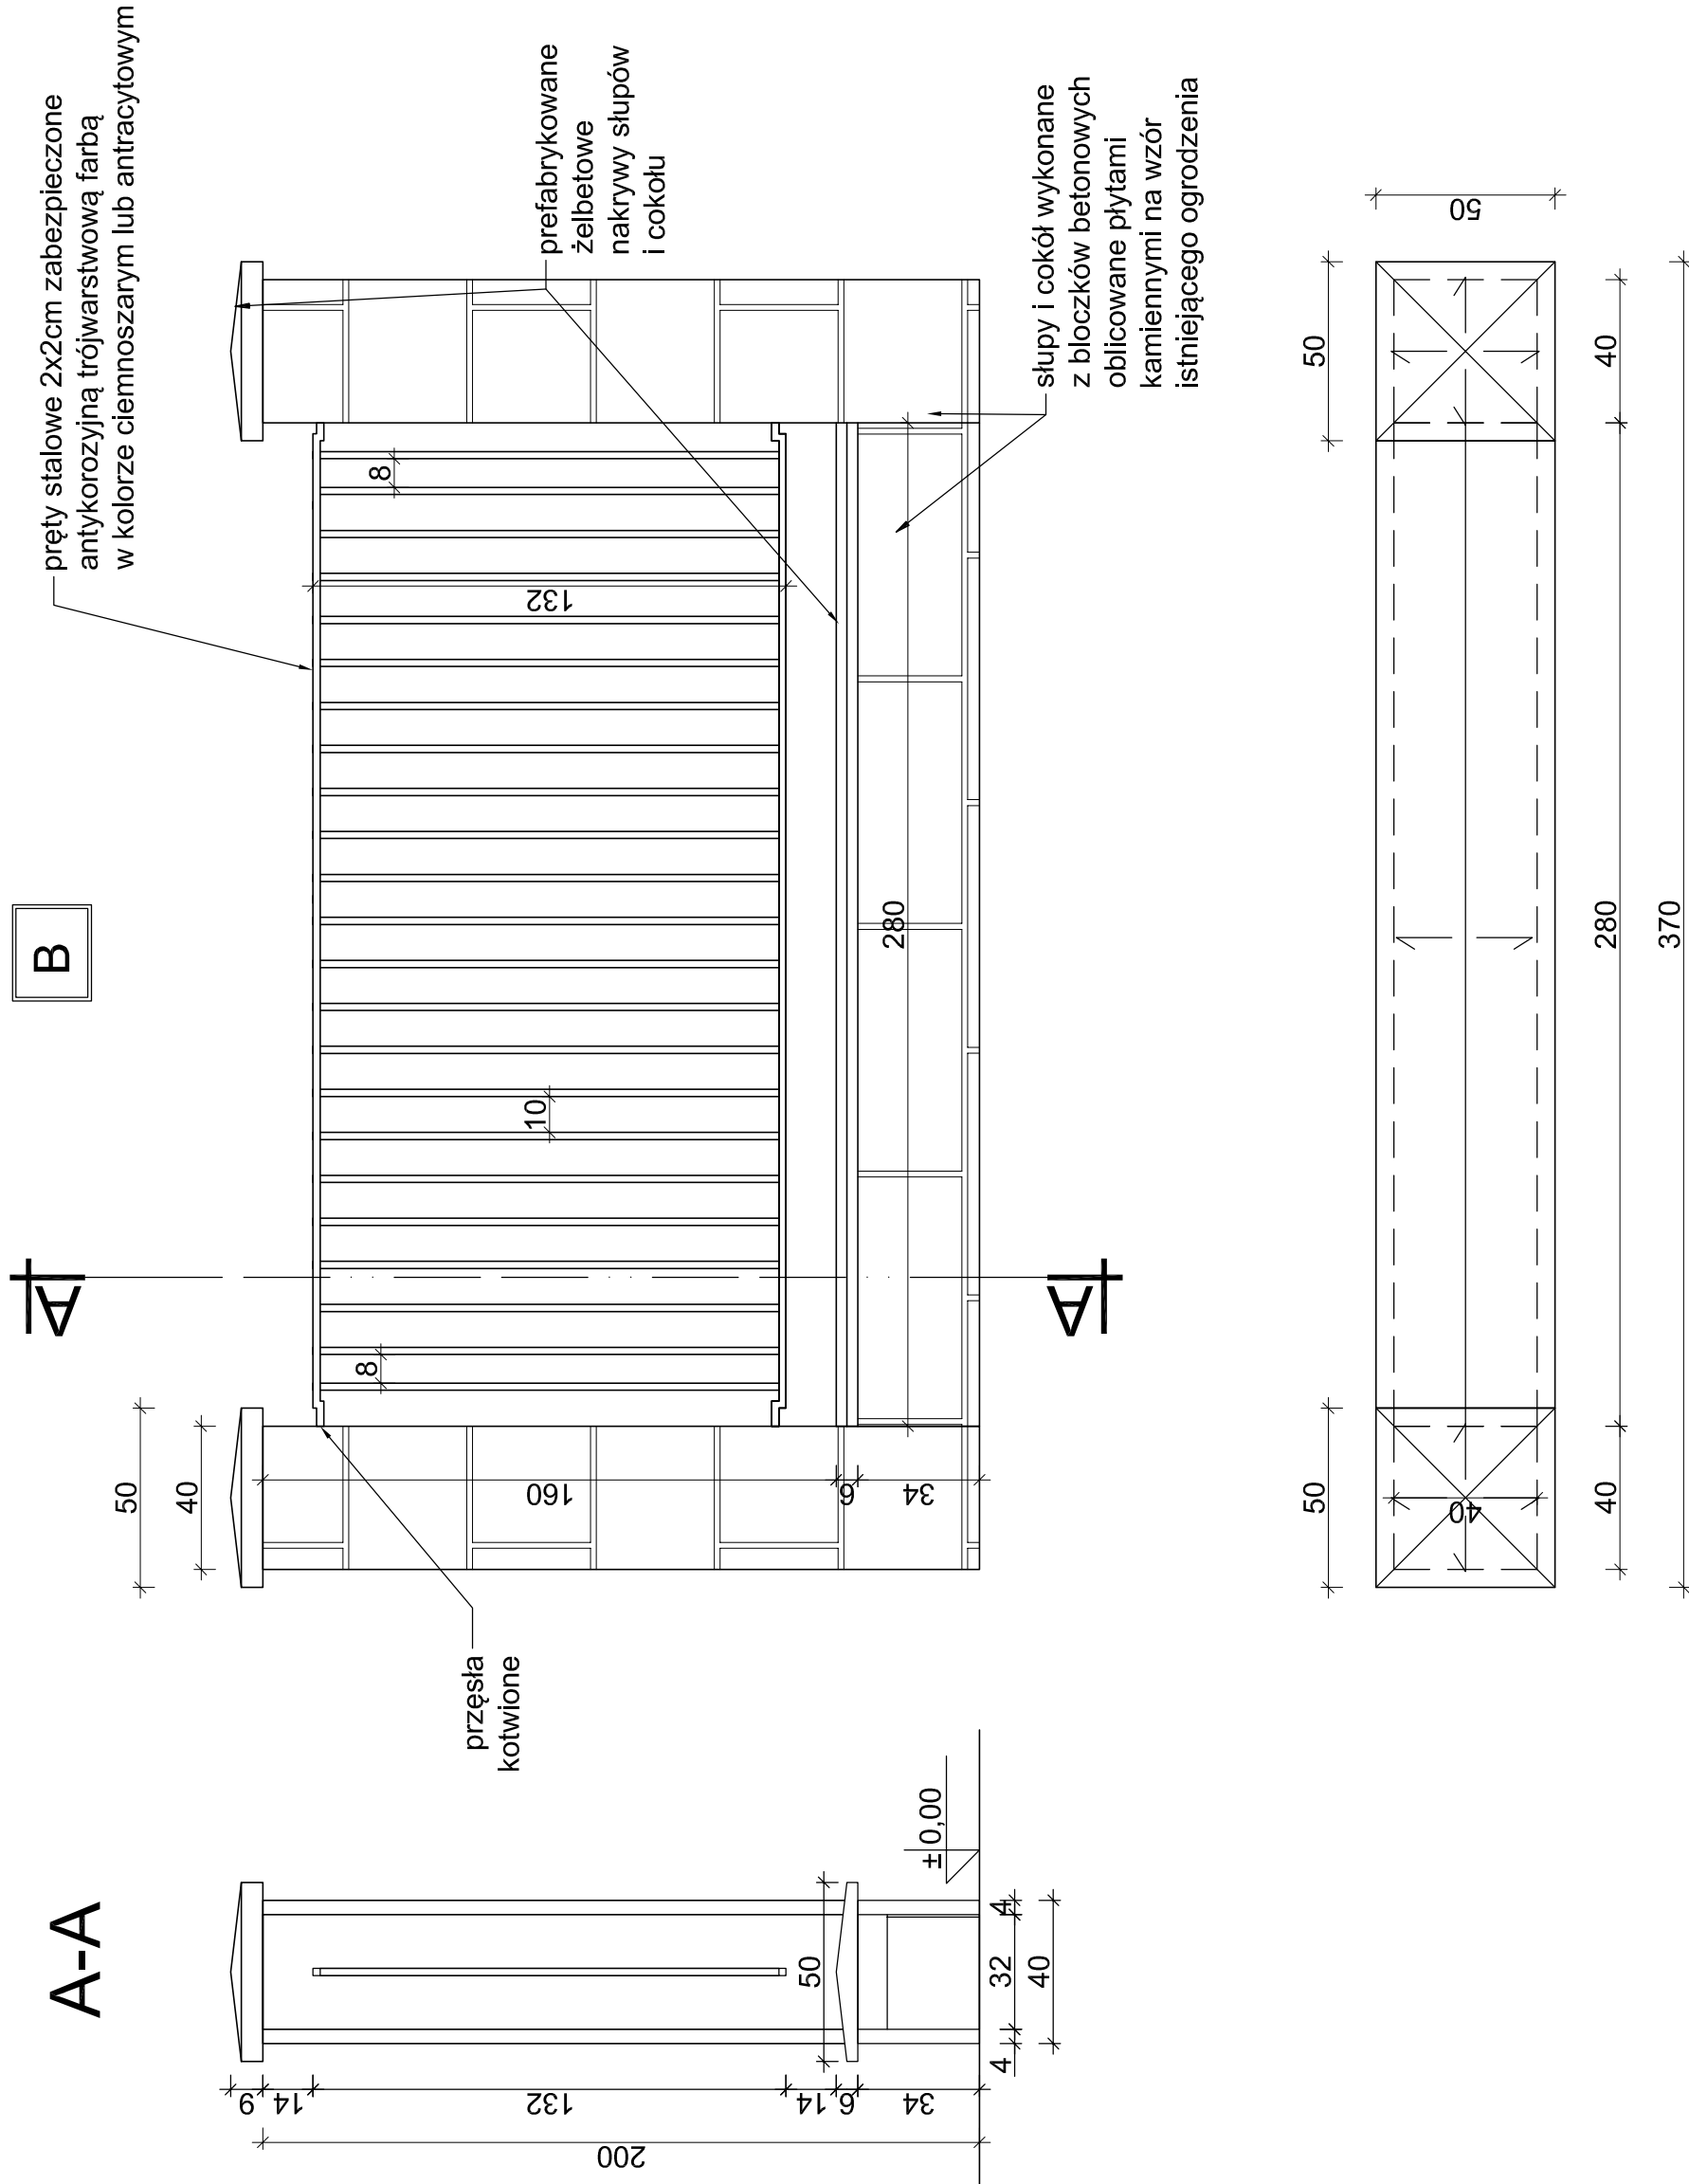 A-A
9
14
132
14
6
34
200
50
4
32
4
40
± 0,00
B
A
A
50
40
160
6
34
8
10
8
132
280
przęsła
kotwione
pręty stalowe 2x2cm zabezpieczone
antykorozyjną trójwarstwową farbą
w kolorze ciemnoszarym lub antracytowym
prefabrykowane
żelbetowe
nakrywy słupów
i cokołu
słupy i cokół wykonane
z bloczków betonowych
oblicowane płytami
kamiennymi na wzór
istniejącego ogrodzenia
50
50
50
40
40
280
40
370